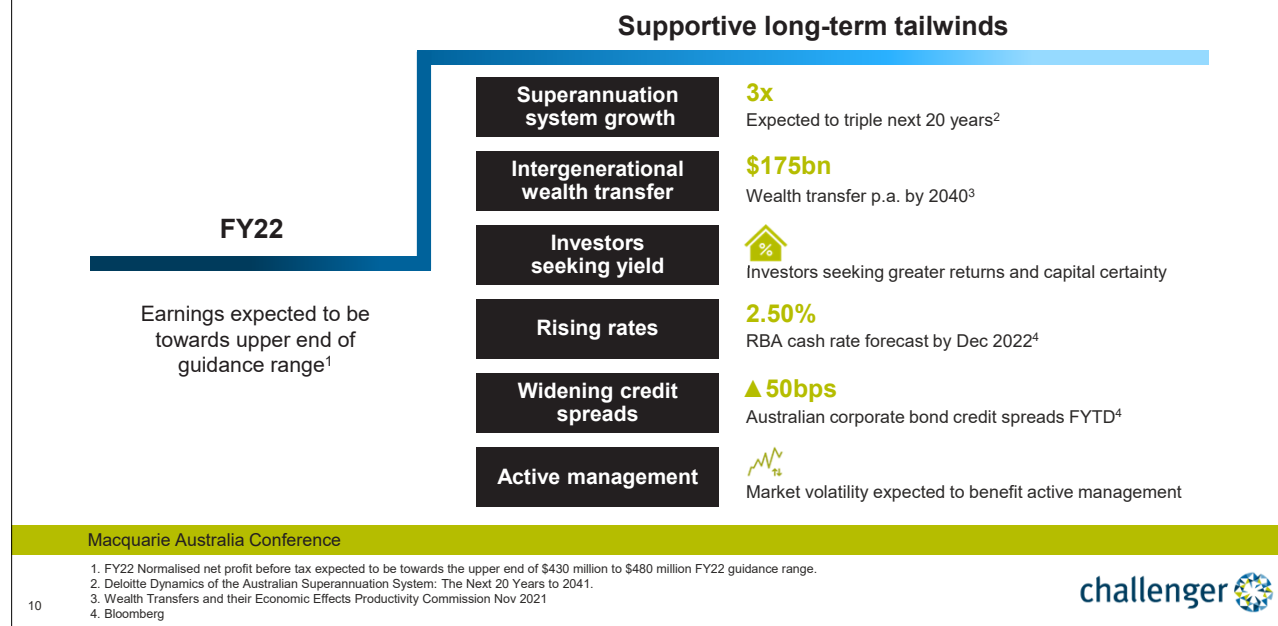 Supportive long-term tailwinds
FY22
Earnings expected to be
towards upper end of
guidance range¹
Superannuation
system growth
3x
Expected to triple next 20 years²
Intergenerational
wealth transfer
$175bn
Wealth transfer p.a. by 2040³
Investors
seeking yield
%
Investors seeking greater returns and capital certainty
Rising rates
2.50%
RBA cash rate forecast by Dec 2022⁴
Widening credit
spreads
▲50bps
Australian corporate bond credit spreads FYTD⁴
Active management
Market volatility expected to benefit active management
Macquarie Australia Conference
1. FY22 Normalised net profit before tax expected to be towards the upper end of $430 million to $480 million FY22 guidance range.
2. Deloitte Dynamics of the Australian Superannuation System: The Next 20 Years to 2041.
3. Wealth Transfers and their Economic Effects Productivity Commission Nov 2021
4. Bloomberg
10
challenger